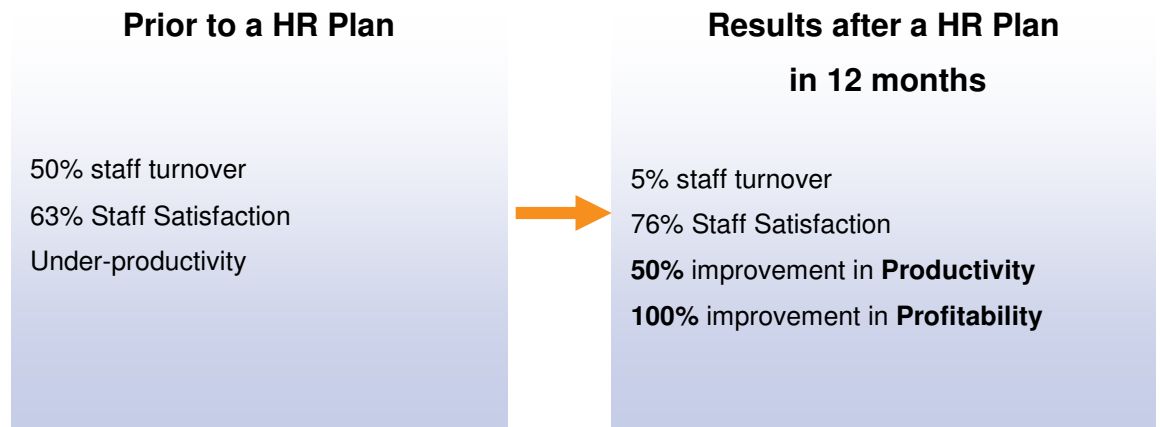 Prior to a HR Plan
50% staff turnover
63% Staff Satisfaction
Under-productivity
Results after a HR Plan
in 12 months
5% staff turnover
76% Staff Satisfaction
50% improvement in Productivity
100% improvement in Profitability